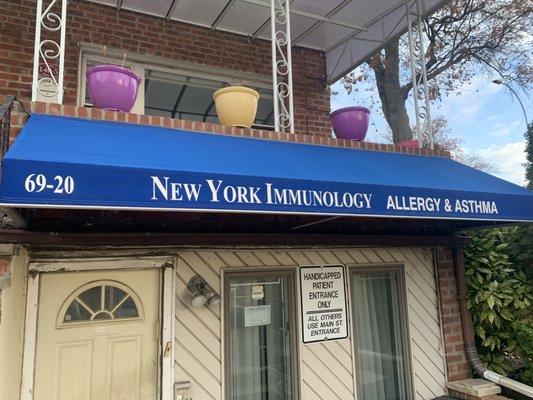 69-20 NEW YORK IMMUNOLOGY ALLERGY & ASTHMA
HANDICAPPED
PATIENT
ENTRANCE
ONLY
ALL OTHERS
USE MAIN ST.
ENTRANCE